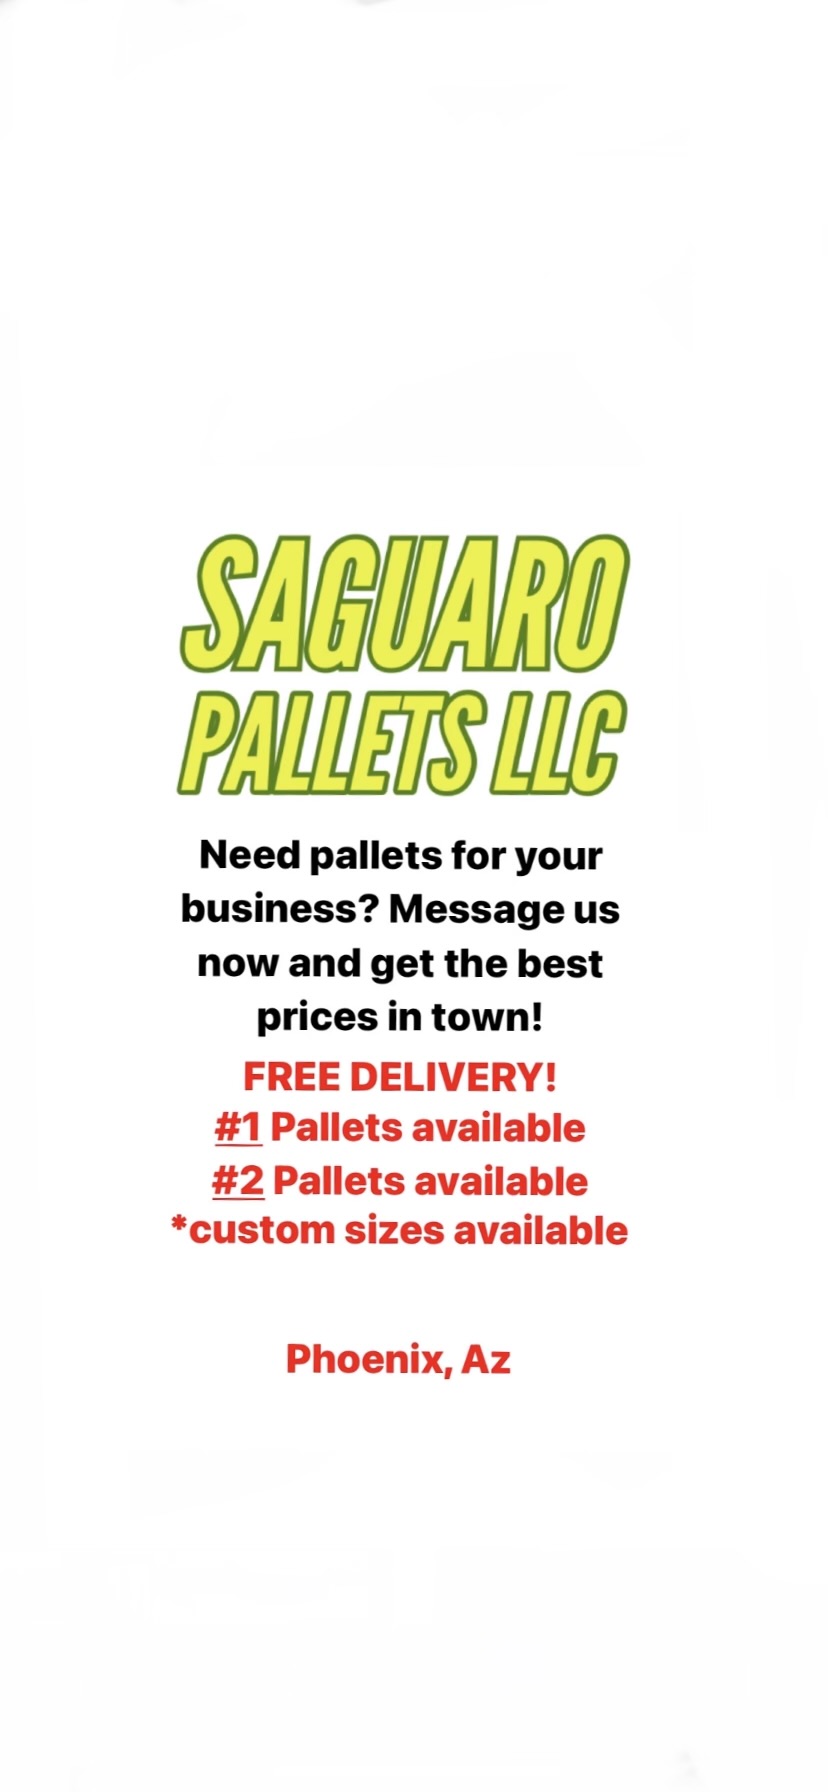 SAGUARO
PALLETS LLC
Need pallets for your
business? Message us
now and get the best
prices in town!
FREE DELIVERY!
#1 Pallets available
#2 Pallets available
*custom sizes available
Phoenix, Az